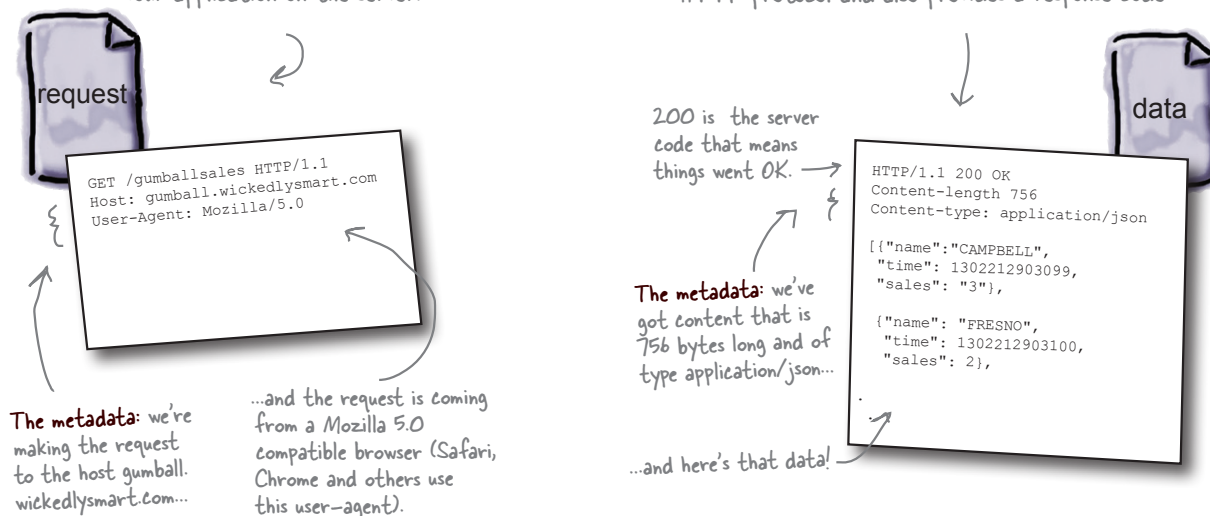 request
GET /gumballsales HTTP/1.1
Host: gumball.wickedlysmart.com
User-Agent: Mozilla/5.0
The metadata: we're
making the request
to the host gumball.
wickedlysmart.com...
...and the request is coming
from a Mozilla 5.0
compatible browser (Safari,
Chrome and others use
this user-agent).
data
200 is the server
code that means
things went OK.
HTTP/1.1 200 OK
Content-length 756
Content-type: application/json
[{"name":"CAMPBELL",
"time": 1302212903099,
"sales": "3"},
{"name": "FRESNO",
"time": 1302212903100,
"sales": 2},
.
.
The metadata: we've
got content that is
756 bytes long and of
type application/json...
...and here's that data!